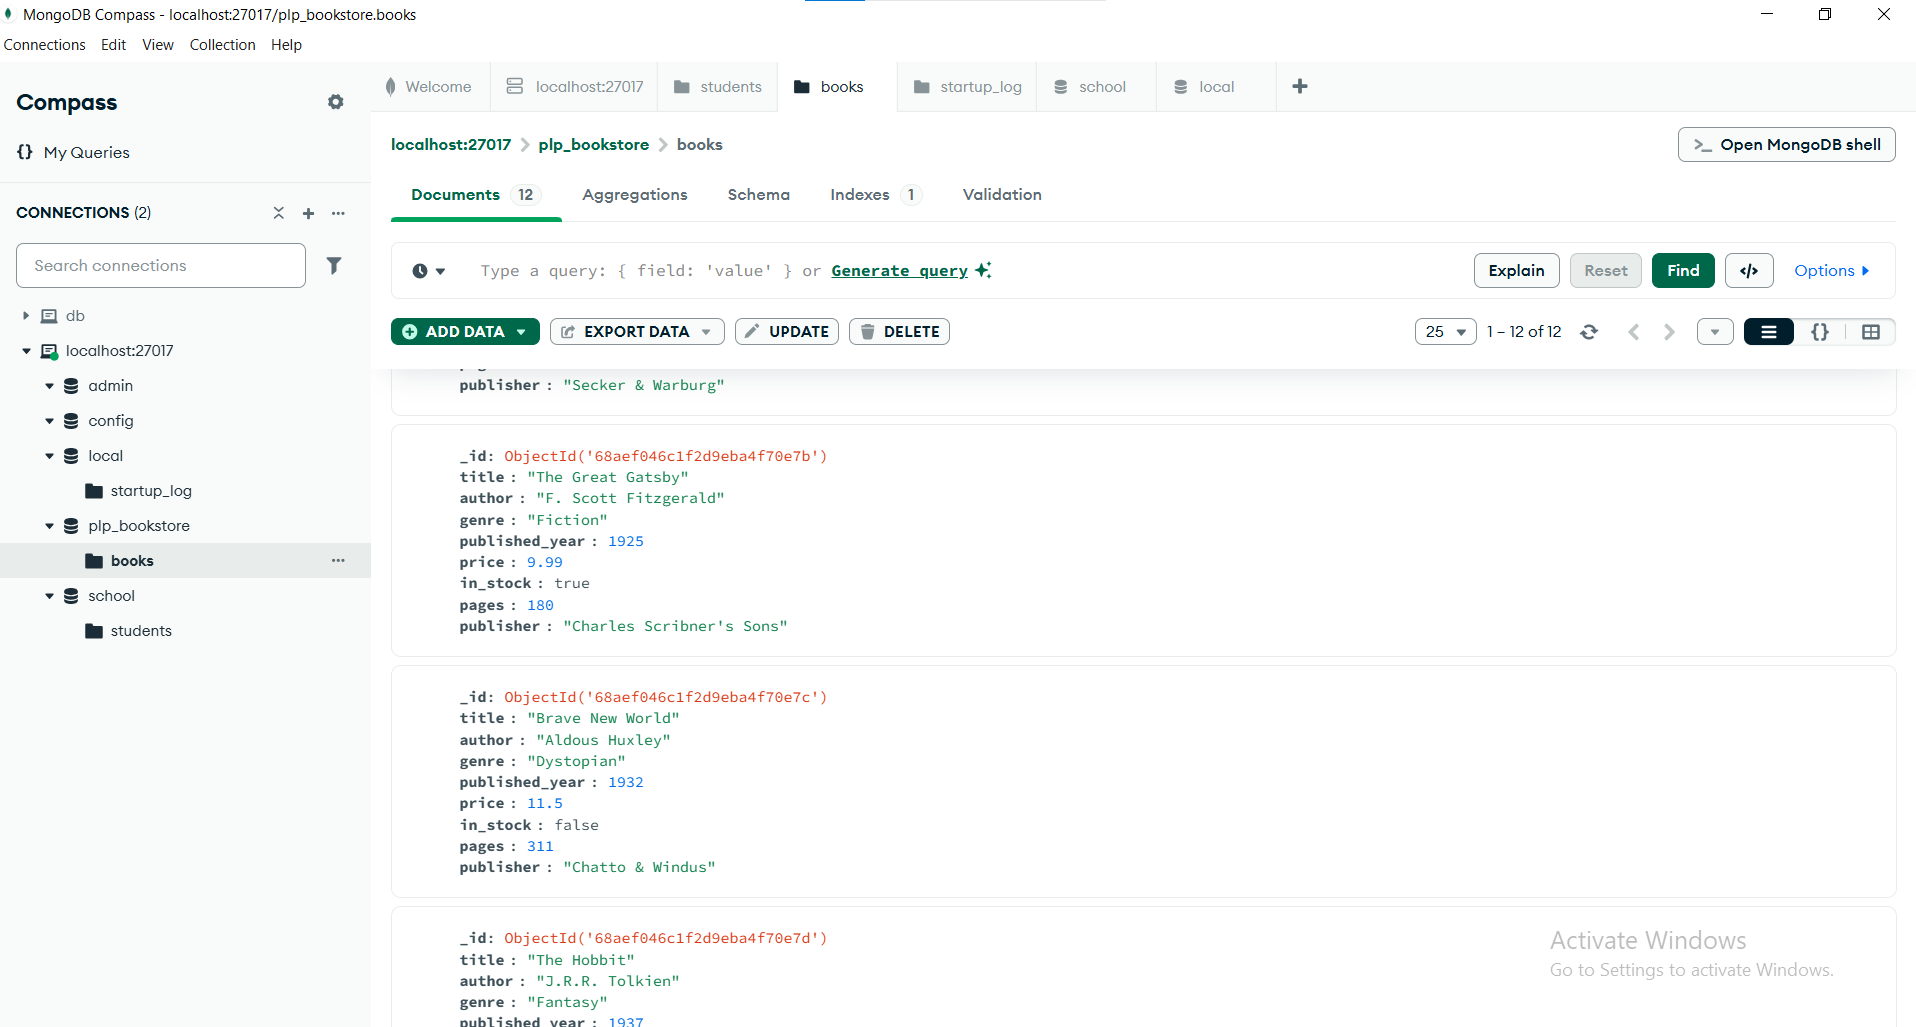 MongoDB Compass - localhost:27017/plp_bookstore.books
Connections Edit View Collection Help
Compass
My Queries
CONNECTIONS (2)
Search connections
db
localhost:27017
admin
config
local
startup_log
plp_bookstore
books
school
students
Welcome localhost:27017 students books startup_log school local
localhost:27017 > plp_bookstore > books
>_ Open MongoDB shell
Documents 12 Aggregations Schema Indexes 1 Validation
Type a query: { field: 'value' } or Generate query
Explain Reset Find </> Options
ADD DATA EXPORT DATA UPDATE DELETE
25 1 – 12 of 12 {}
publisher : "Secker & Warburg"
_id: ObjectId('68aef046c1f2d9eba4f70e7b')
title : "The Great Gatsby"
author : "F. Scott Fitzgerald"
genre : "Fiction"
published_year : 1925
price : 9.99
in_stock : true
pages : 180
publisher : "Charles Scribner's Sons"
_id: ObjectId('68aef046c1f2d9eba4f70e7c')
title : "Brave New World"
author : "Aldous Huxley"
genre : "Dystopian"
published_year : 1932
price : 11.5
in_stock : false
pages : 311
publisher : "Chatto & Windus"
_id: ObjectId('68aef046c1f2d9eba4f70e7d')
title : "The Hobbit"
author : "J.R.R. Tolkien"
genre : "Fantasy"
published_year : 1937
Activate Windows
Go to Settings to activate Windows.